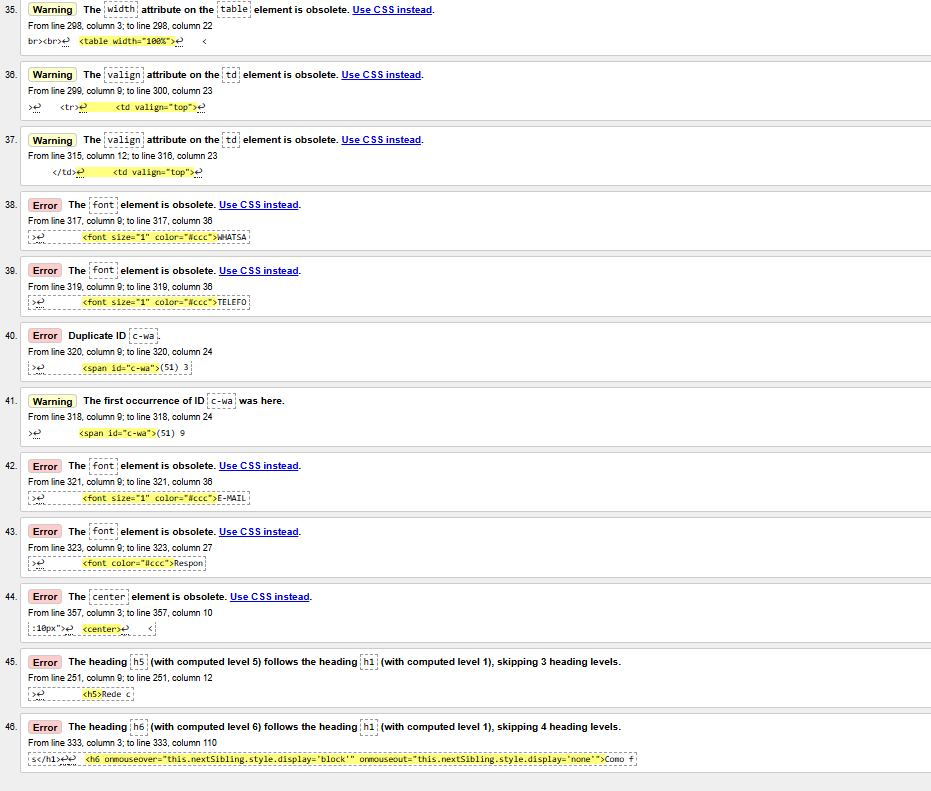 35. Warning The width attribute on the table element is obsolete. Use CSS instead.
From line 298, column 3; to line 298, column 22
br><br>↩ <table width="100%">↩ <
36. Warning The valign attribute on the td element is obsolete. Use CSS instead.
From line 299, column 9; to line 300, column 23
>↩ <tr>↩ <td valign="top">↩
37. Warning The valign attribute on the td element is obsolete. Use CSS instead.
From line 315, column 12; to line 316, column 23
</td>↩ <td valign="top">↩
38. Error The font element is obsolete. Use CSS instead.
From line 317, column 9; to line 317, column 36
>↩ <font size="1" color="#ccc">WHATSA
39. Error The font element is obsolete. Use CSS instead.
From line 319, column 9; to line 319, column 36
>↩ <font size="1" color="#ccc">TELEFO
40. Error Duplicate ID c-wa.
From line 320, column 9; to line 320, column 24
>↩ <span id="c-wa">(51) 3
41. Warning The first occurrence of ID c-wa was here.
From line 318, column 9; to line 318, column 24
>↩ <span id="c-wa">(51) 9
42. Error The font element is obsolete. Use CSS instead.
From line 321, column 9; to line 321, column 36
>↩ <font size="1" color="#ccc">E-MAIL
43. Error The font element is obsolete. Use CSS instead.
From line 323, column 9; to line 323, column 27
>↩ <font color="#ccc">Respon
44. Error The center element is obsolete. Use CSS instead.
From line 357, column 3; to line 357, column 10
:10px">↩ <center>↩ <
45. Error The heading h5 (with computed level 5) follows the heading h1 (with computed level 1), skipping 3 heading levels.
From line 251, column 9; to line 251, column 12
>↩ <h5>Rede c
46. Error The heading h6 (with computed level 6) follows the heading h1 (with computed level 1), skipping 4 heading levels.
From line 333, column 3; to line 333, column 110
s</h1>↩↩ <h6 onmouseover="this.nextSibling.style.display='block'" onmouseout="this.nextSibling.style.display='none'">Como f